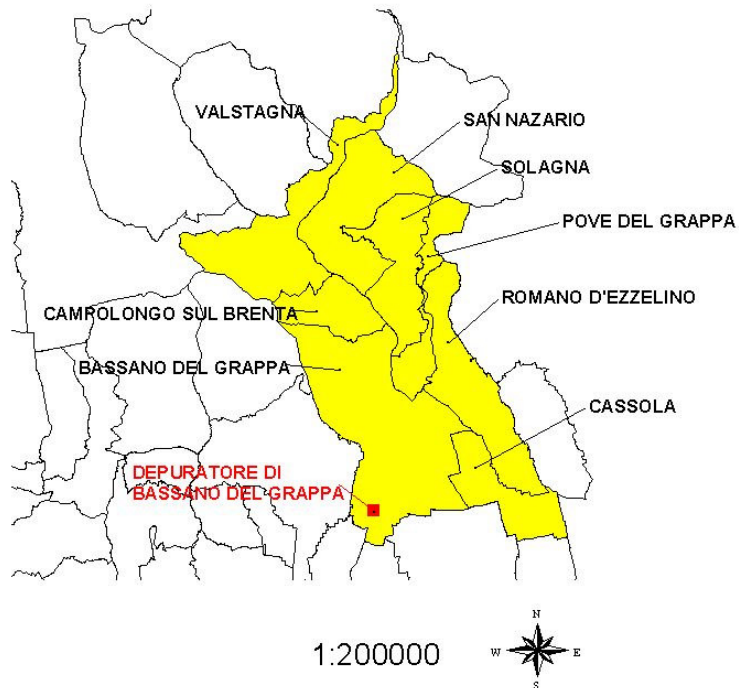 VALSTAGNA
SAN NAZARIO
SOLAGNA
POVE DEL GRAPPA
ROMANO D'EZZELINO
CAMPOLONGO SUL BRENTA
BASSANO DEL GRAPPA
CASSOLA
DEPURATORE DI
BASSANO DEL GRAPPA
N
1:200000
W
E
S